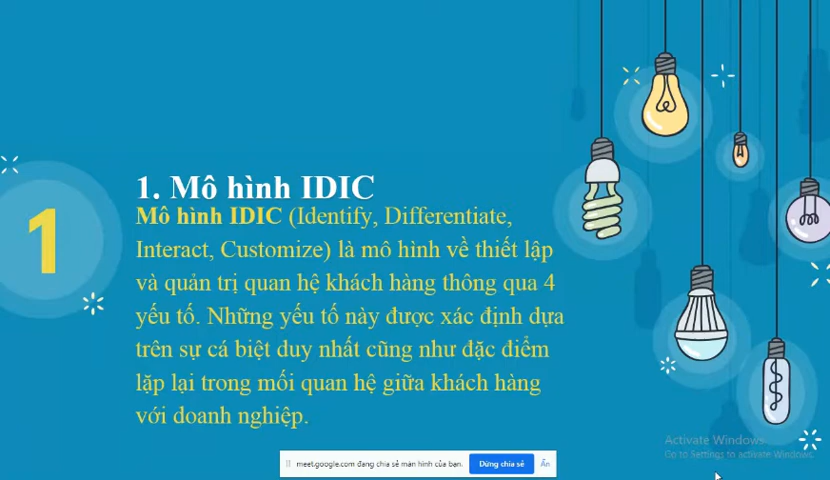 1
1. Mô hình IDIC
Mô hình IDIC (Identify, Differentiate,
Interact, Customize) là mô hình về thiết lập
và quản trị quan hệ khách hàng thông qua 4
yếu tố. Những yếu tố này được xác định dựa
trên sự cá biệt duy nhất cũng như đặc điểm
lặp lại trong mối quan hệ giữa khách hàng
với doanh nghiệp.
Activate Windows
Go to Settings to activate Windows.
meet.google.com đang chia sẻ màn hình của bạn.
Dừng chia sẻ
Ẩn